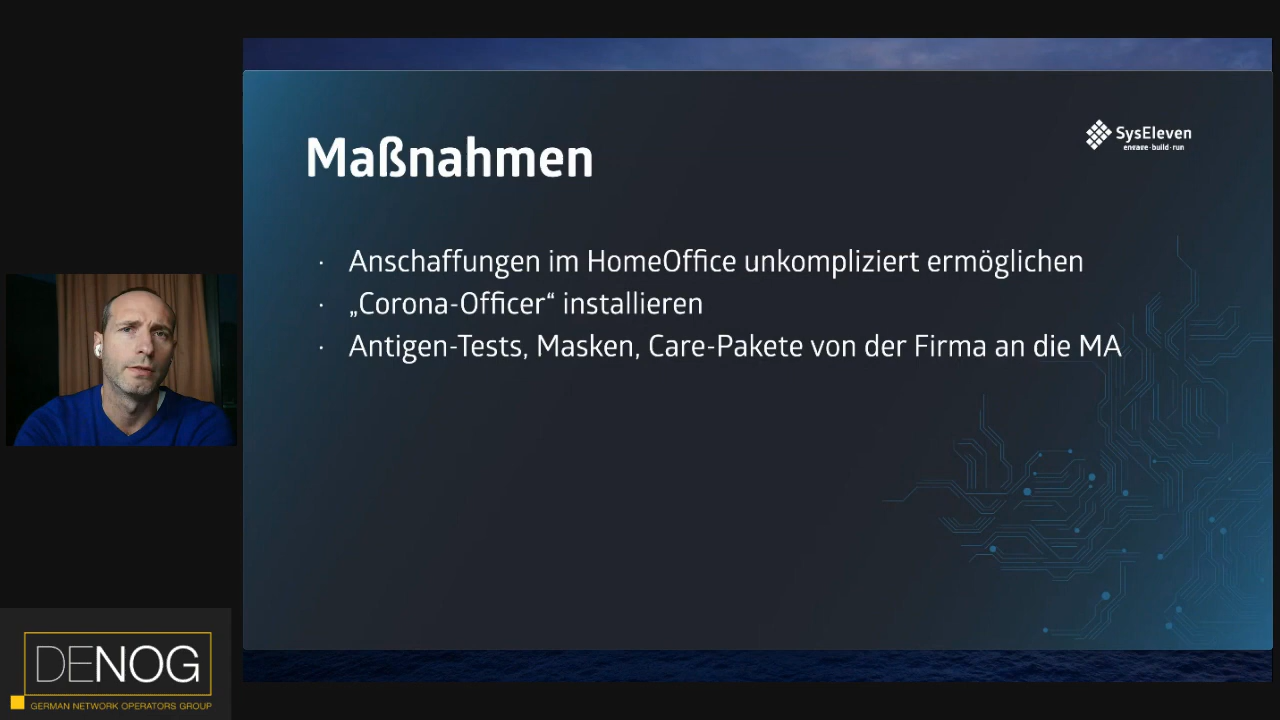 Maßnahmen
SysEleven
engage·build·run
· Anschaffungen im HomeOffice unkompliziert ermöglichen
· „Corona-Officer“ installieren
· Antigen-Tests, Masken, Care-Pakete von der Firma an die MA
DENOG
GERMAN NETWORK OPERATORS GROUP